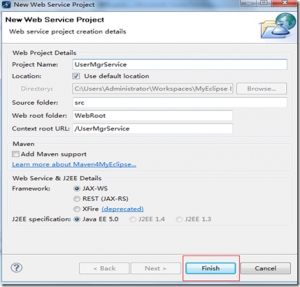 New Web Service Project
New Web Service Project
Web service project creation details
Web Project Details
Project Name: UserMgrService
Location: Use default location
Directory: C:\Users\Administrator\Workspaces\MyEclipse Browse...
Source folder: src
Web root folder: WebRoot
Context root URL: /UserMgrService
Maven
Add Maven support
Learn more about Maven4MyEclipse...
Web Service & J2EE Details
Framework: JAX-WS
REST (JAX-RS)
XFire (deprecated)
J2EE specification: Java EE 5.0 J2EE 1.4 J2EE 1.3
? < Back Next > Finish Cancel